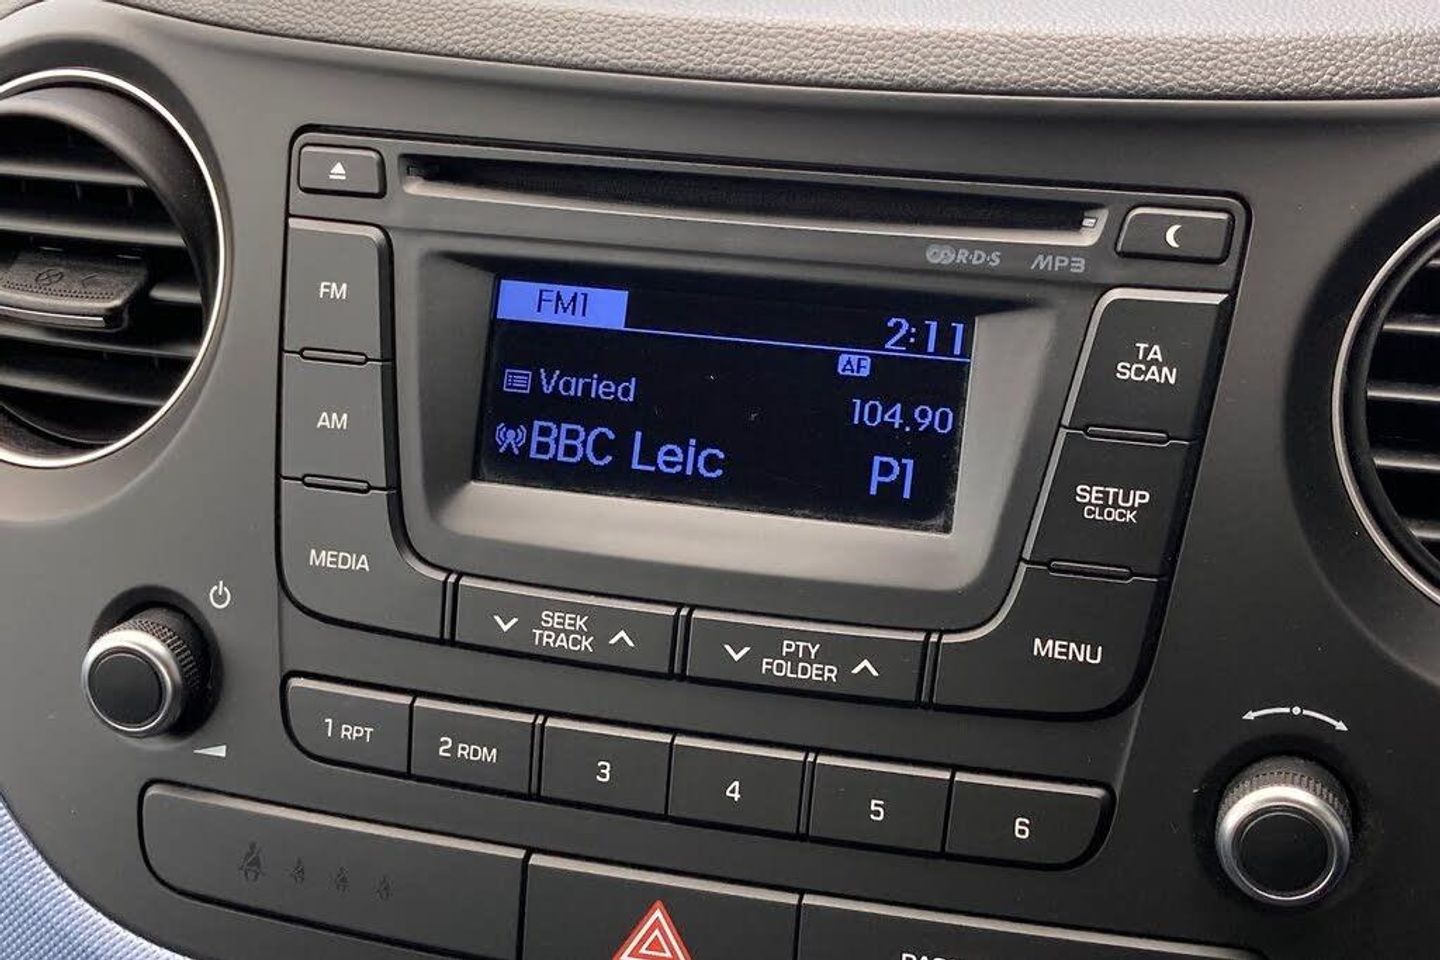 R·D·S MP3
FM
FM1
2:11
TA
SCAN
AF
Varied
104.90
AM
BBC Leic
P1
SETUP
CLOCK
MEDIA
SEEK
TRACK
PTY
FOLDER
MENU
1 RPT
2 RDM
3
4
5
6